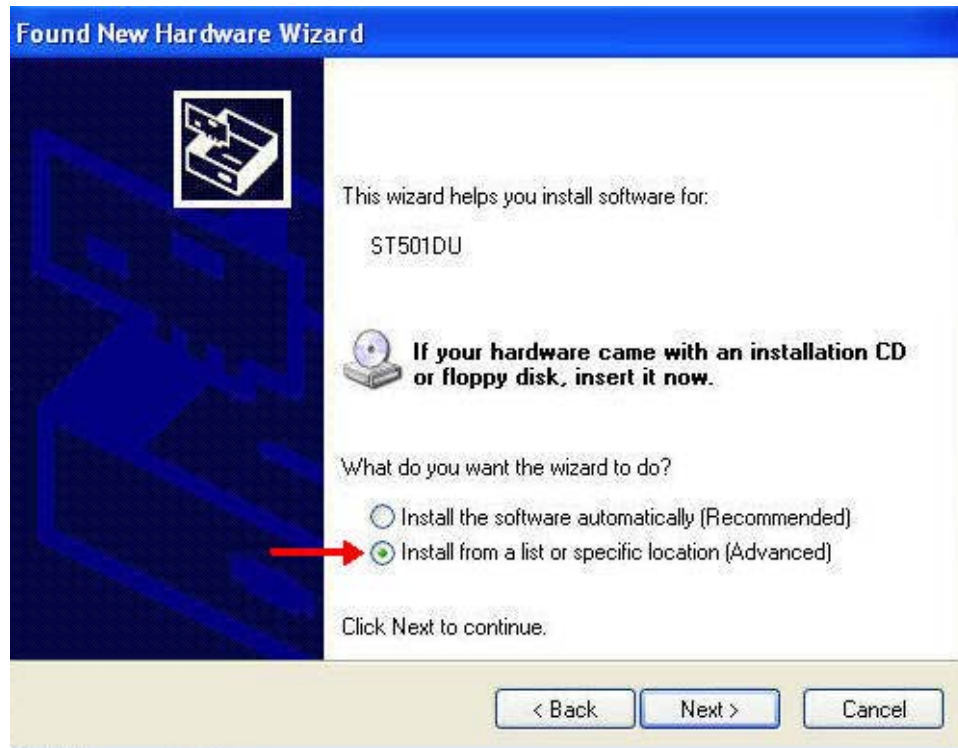 Found New Hardware Wizard
This wizard helps you install software for:
ST501DU
If your hardware came with an installation CD
or floppy disk, insert it now.
What do you want the wizard to do?
Install the software automatically (Recommended)
Install from a list or specific location (Advanced)
Click Next to continue.
< Back
Next >
Cancel